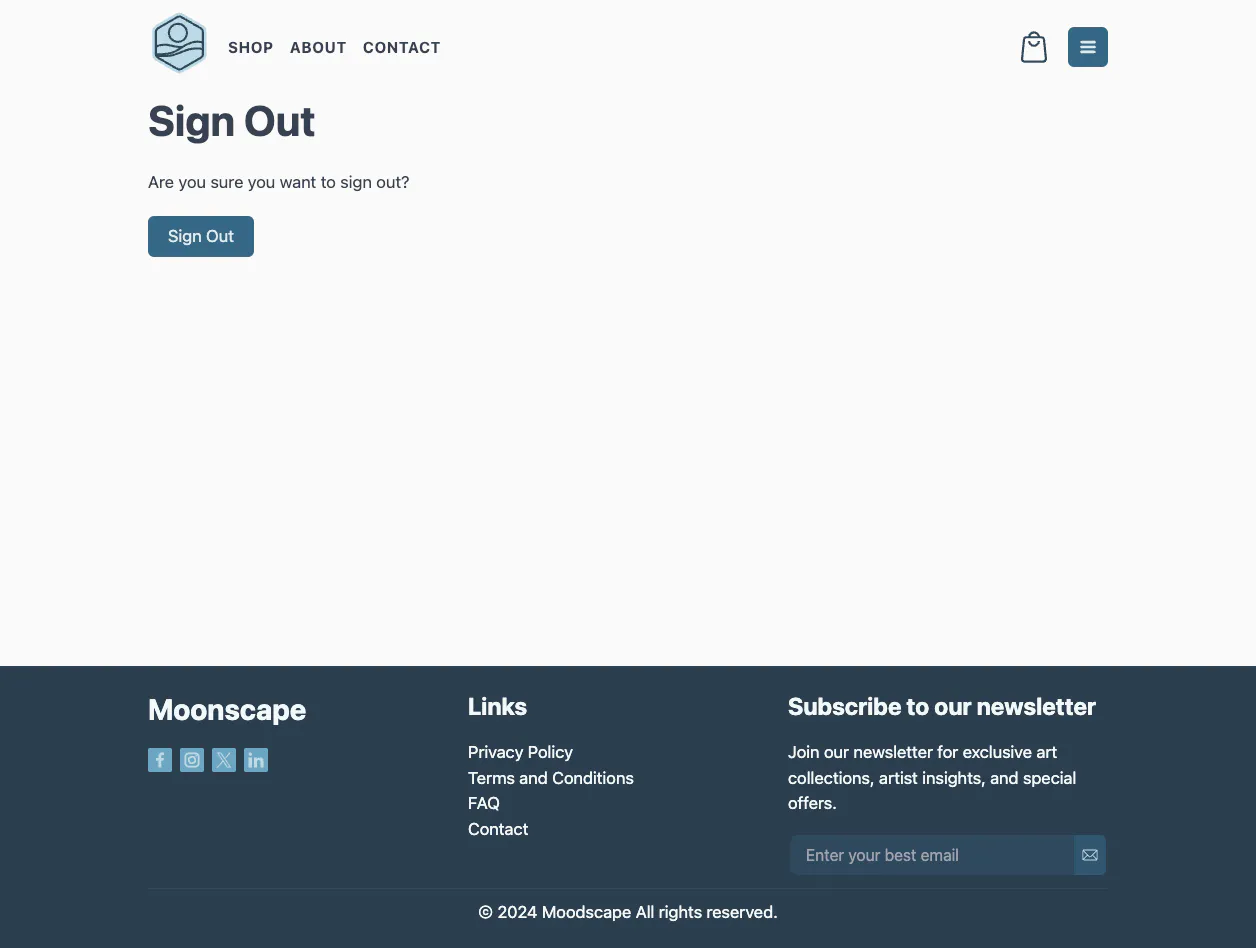 SHOP ABOUT CONTACT
Sign Out
Are you sure you want to sign out?
Sign Out
Moonscape
Links
Privacy Policy
Terms and Conditions
FAQ
Contact
Subscribe to our newsletter
Join our newsletter for exclusive art
collections, artist insights, and special
offers.
Enter your best email
© 2024 Moodscape All rights reserved.